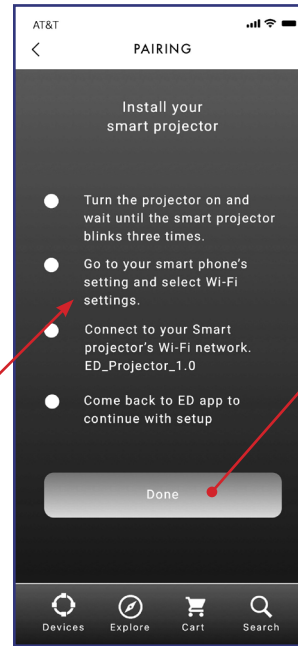 AT&T
PAIRING
Install your
smart projector
Turn the projector on and
wait until the smart projector
blinks three times.
Go to your smart phone's
setting and select Wi-Fi
settings.
Connect to your Smart
projector's Wi-Fi network.
ED_Projector_1.0
Come back to ED app to
continue with setup
Done
Devices Explore Cart Search